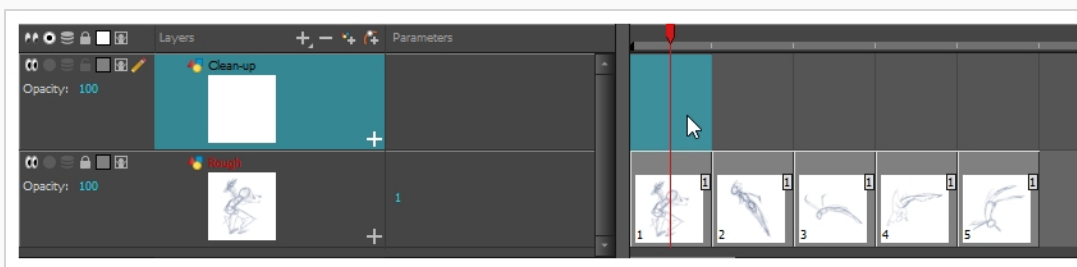 Layers Parameters
Clean-up
Opacity: 100
Rough
Opacity: 100
1
1 1 1 1 1
1 2 3 4 5